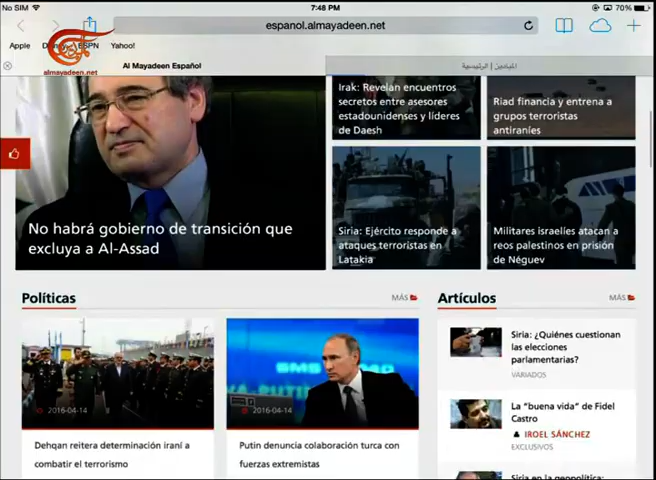 No SIM
7:48 PM
70%
espanol.almayadeen.net
Apple
ESPN
Yahoo!
almayadeen.net
Al Mayadeen Español
الميادين | الرئيسية
Irak: Revelan encuentros
secretos entre asesores
estadounidenses y líderes
de Daesh
Riad financia y entrena a
grupos terroristas
antiraníes
No habrá gobierno de transición que
excluya a Al-Assad
Siria: Ejército responde a
ataques terroristas en
Latakia
Militares israelíes atacan a
reos palestinos en prisión
de Néguev
Políticas
MÁS
Artículos
MÁS
2016-04-14
2016-04-14
Dehqan reitera determinación iraní a
combatir el terrorismo
Putin denuncia colaboración turca con
fuerzas extremistas
Siria: ¿Quiénes cuestionan
las elecciones
parlamentarias?
VARIADOS
La "buena vida" de Fidel
Castro
IROEL SÁNCHEZ
EXCLUSIVOS
Siria en la geopolítica: